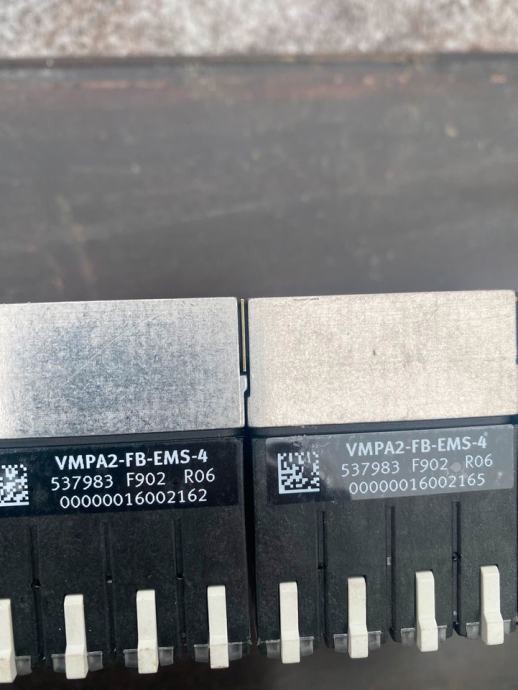 VMPA2-FB-EMS-4
537983 F902 R06
00000016002162
VMPA2-FB-EMS-4
537983 F902 R06
00000016002165